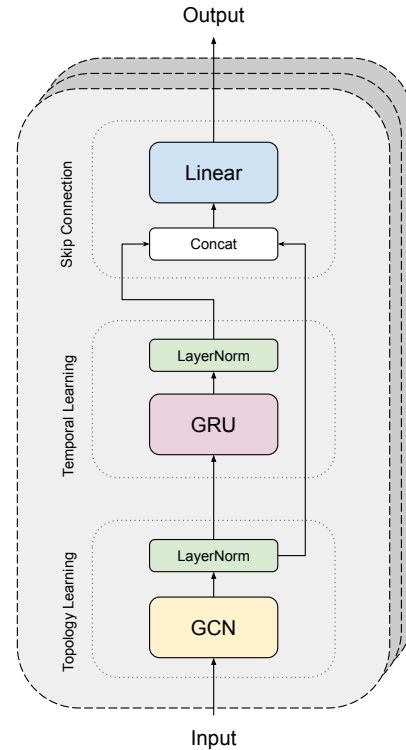 Output
Linear
Skip Connection
Concat
LayerNorm
Temporal Learning
GRU
LayerNorm
Topology Learning
GCN
Input